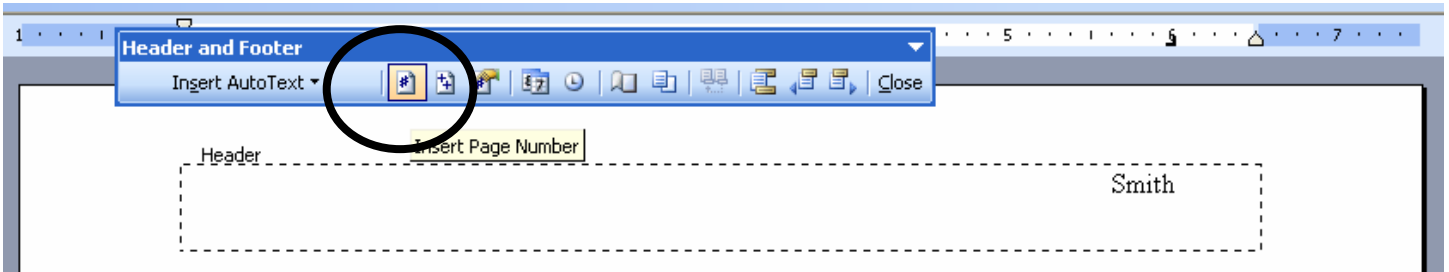 1 5 6 7
Header and Footer
Insert AutoText
Close
Insert Page Number
Header
Smith